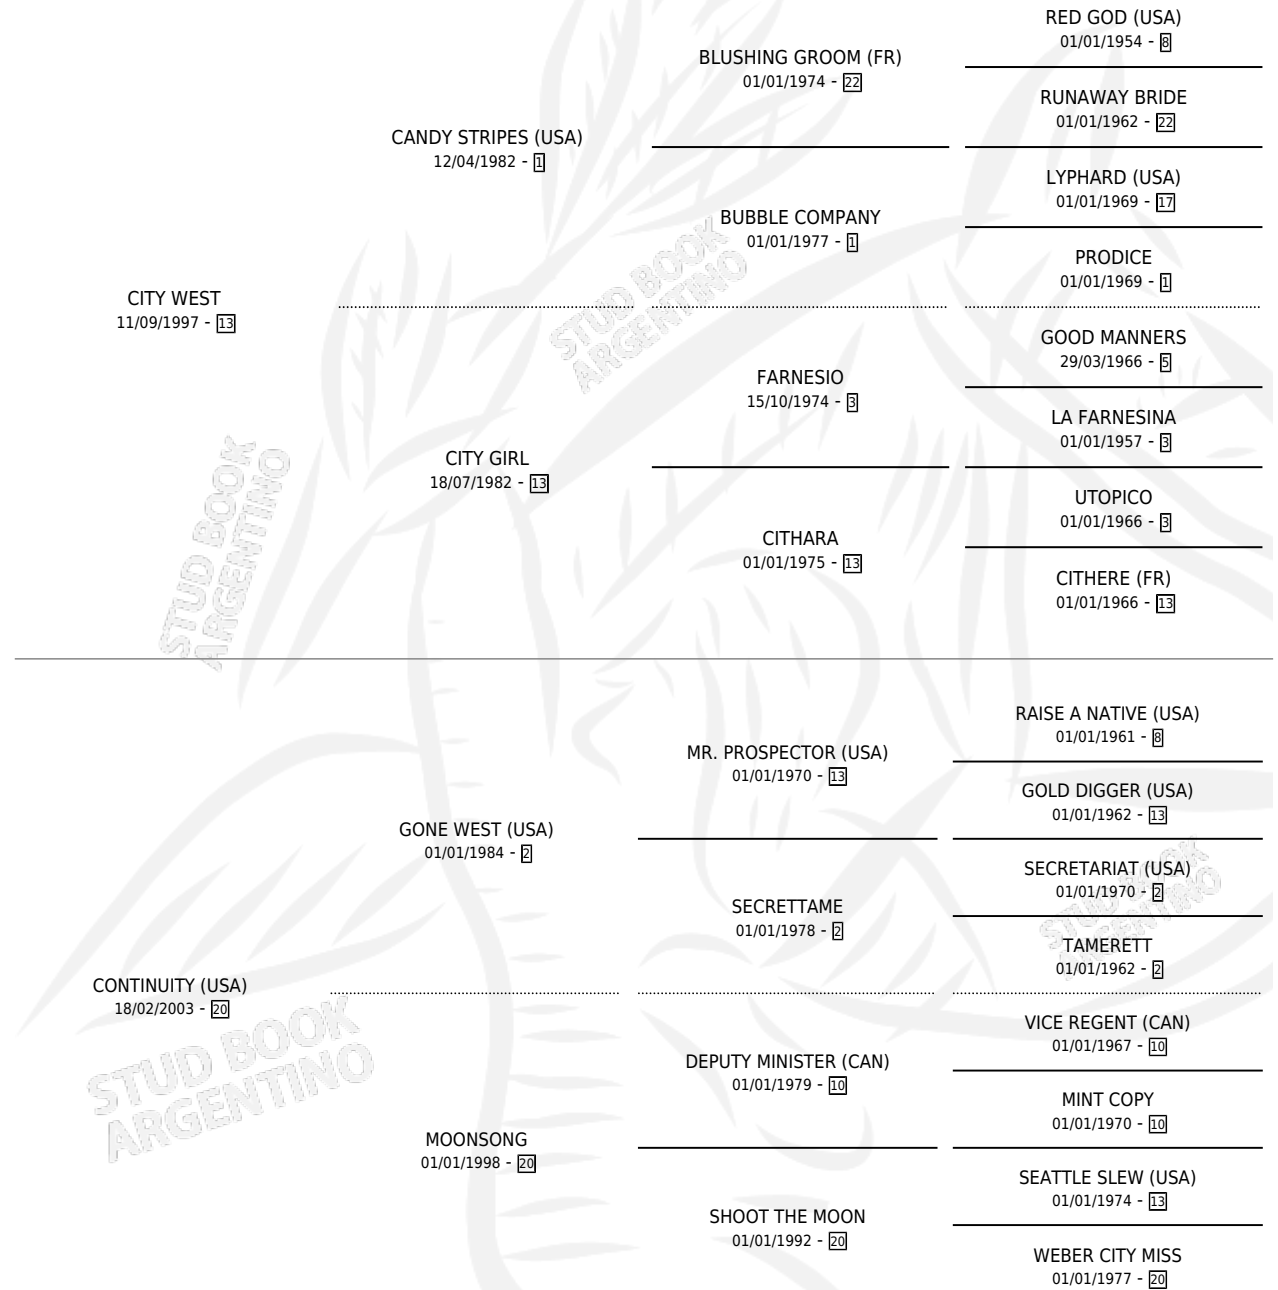 RED GOD (USA)
01/01/1954 - 8
BLUSHING GROOM (FR)
01/01/1974 - 22
RUNAWAY BRIDE
01/01/1962 - 22
CANDY STRIPES (USA)
12/04/1982 - 1
LYPHARD (USA)
01/01/1969 - 17
BUBBLE COMPANY
01/01/1977 - 1
PRODICE
01/01/1969 - 1
CITY WEST
11/09/1997 - 13
STUD BOOK
ARGENTINO
GOOD MANNERS
29/03/1966 - 5
FARNESIO
15/10/1974 - 3
LA FARNESINA
01/01/1957 - 3
CITY GIRL
18/07/1982 - 13
UTOPICO
01/01/1966 - 3
CITHARA
01/01/1975 - 13
CITHERE (FR)
01/01/1966 - 13
STUD BOOK
ARGENTINO
RAISE A NATIVE (USA)
01/01/1961 - 8
MR. PROSPECTOR (USA)
01/01/1970 - 13
GOLD DIGGER (USA)
01/01/1962 - 13
GONE WEST (USA)
01/01/1984 - 2
SECRETARIAT (USA)
01/01/1970 - 2
SECRETTAME
01/01/1978 - 2
STUD BOOK
ARGENTINO
TAMERETT
01/01/1962 - 2
CONTINUITY (USA)
18/02/2003 - 20
VICE REGENT (CAN)
01/01/1967 - 10
DEPUTY MINISTER (CAN)
01/01/1979 - 10
STUD BOOK
ARGENTINO
MINT COPY
01/01/1970 - 10
MOONSONG
01/01/1998 - 20
SEATTLE SLEW (USA)
01/01/1974 - 13
SHOOT THE MOON
01/01/1992 - 20
WEBER CITY MISS
01/01/1977 - 20